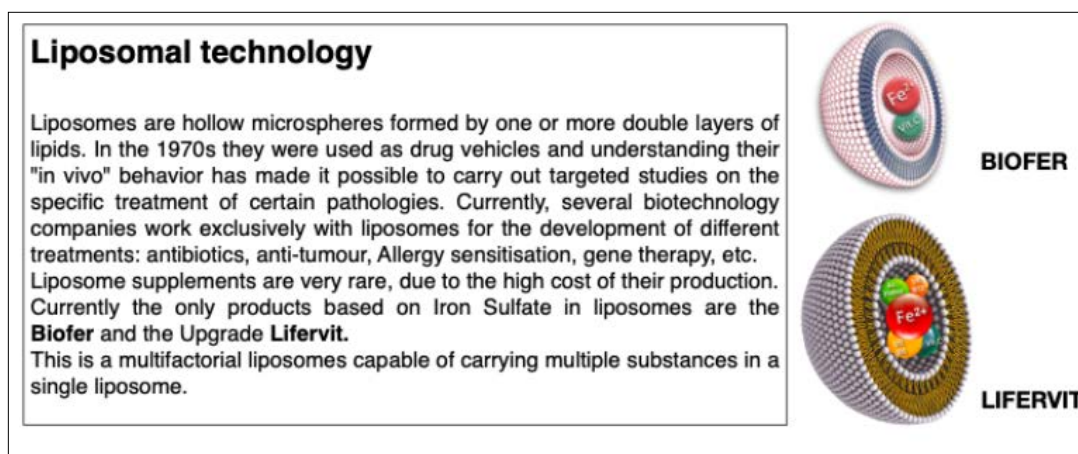 Liposomal technology
Liposomes are hollow microspheres formed by one or more double layers of
lipids. In the 1970s they were used as drug vehicles and understanding their
"in vivo" behavior has made it possible to carry out targeted studies on the
specific treatment of certain pathologies. Currently, several biotechnology
companies work exclusively with liposomes for the development of different
treatments: antibiotics, anti-tumour, Allergy sensitisation, gene therapy, etc.
Liposome supplements are very rare, due to the high cost of their production.
Currently the only products based on Iron Sulfate in liposomes are the
Biofer and the Upgrade Lifervit.
This is a multifactorial liposomes capable of carrying multiple substances in a
single liposome.
Fe²⁺
Vit. C
BIOFER
Fe²⁺
LIFERVIT